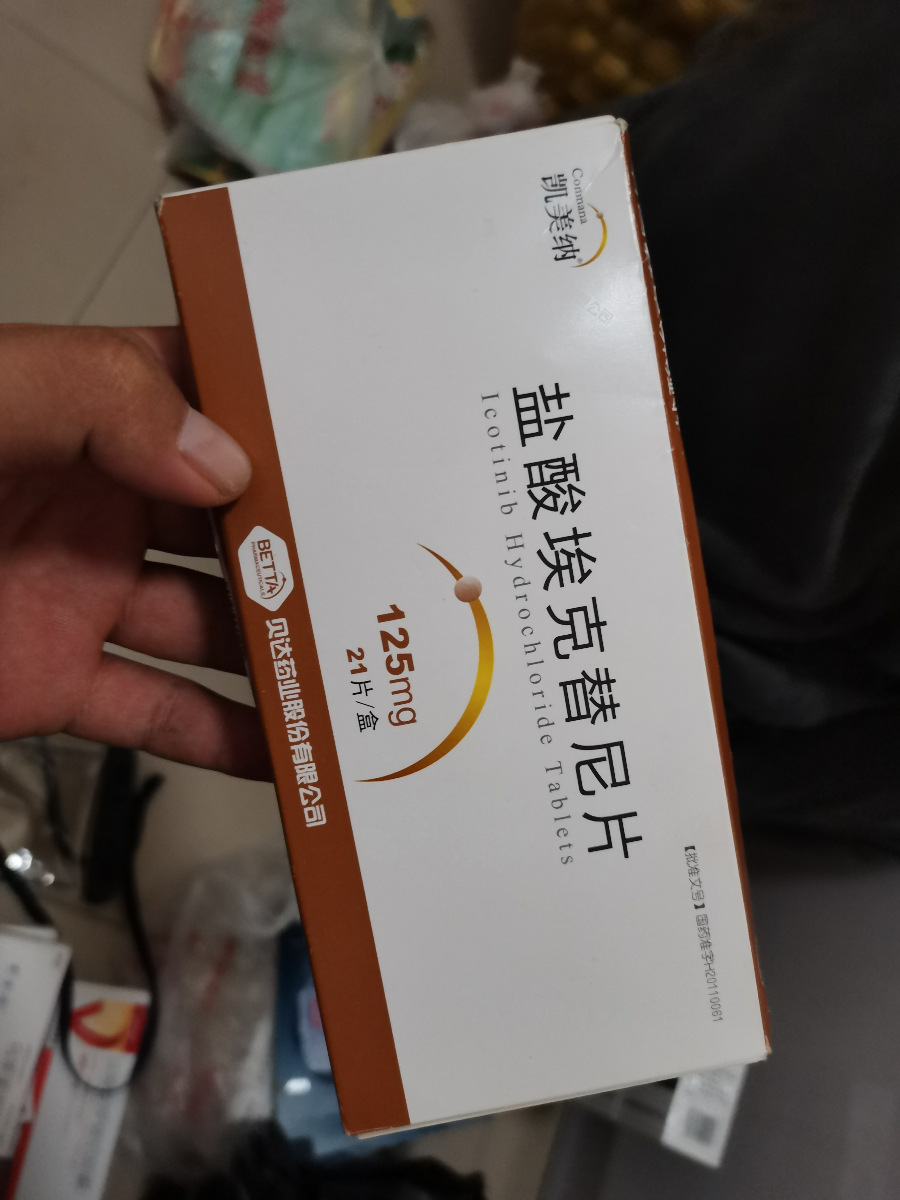 Conmana
凯美纳®
盐酸埃克替尼片
Icotinib Hydrochloride Tablets
125mg
21片/盒
【批准文号】国药准字H20110061
BETTA
PHARMACEUTICALS
贝达药业股份有限公司